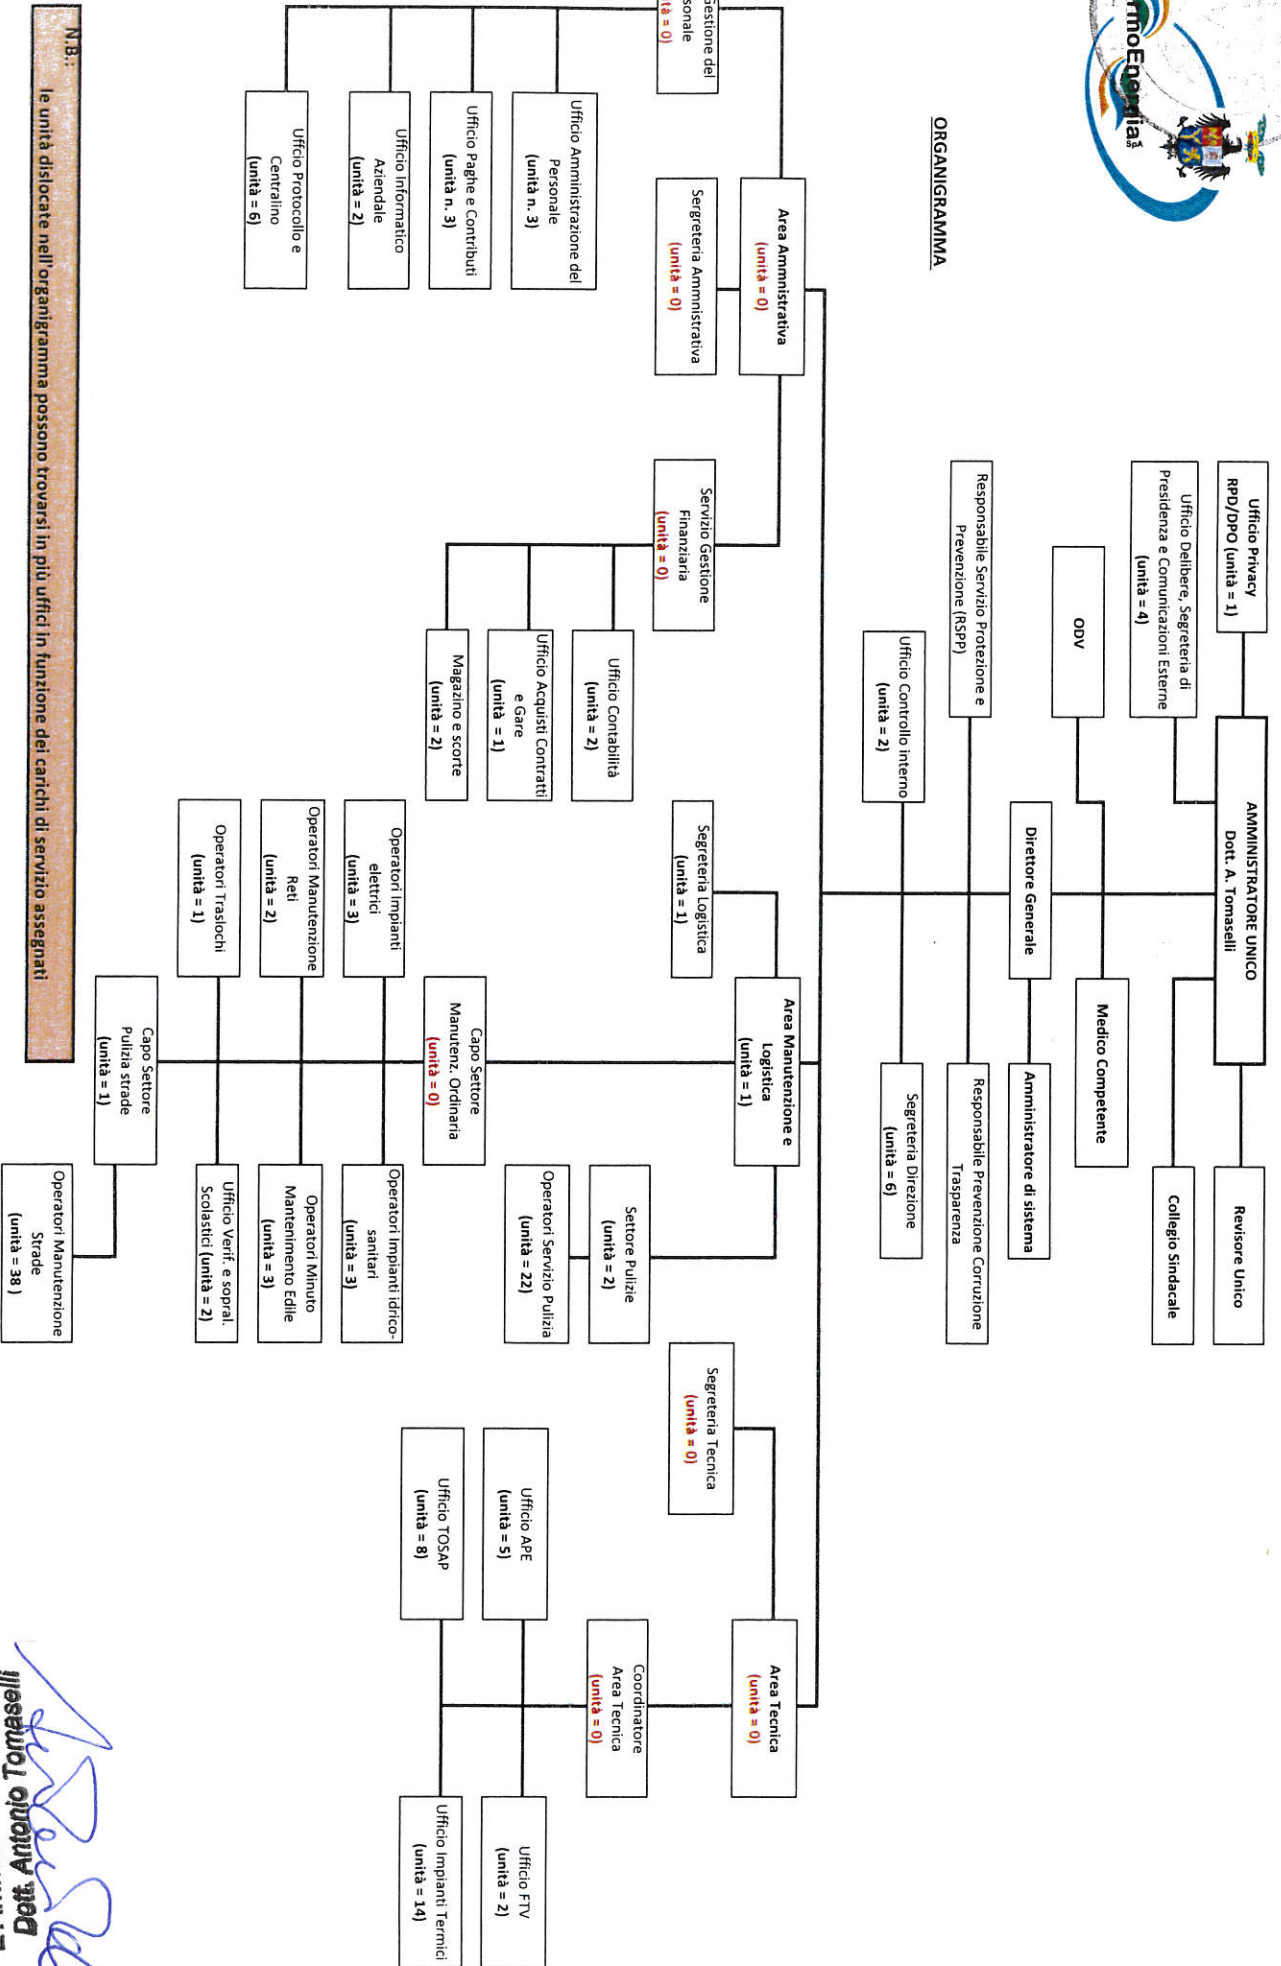 rmoEnergia
SpA
ORGANIGRAMMA
Ufficio Privacy
RPD/DPO (unità = 1)
AMMINISTRATORE UNICO
Dott. A. Tomaselli
Revisore Unico
Ufficio Delibere, Segreteria di
Presidenza e Comunicazioni Esterne
(unità = 4)
Collegio Sindacale
ODV
Medico Competente
Direttore Generale
Amministratore di sistema
Responsabile Servizio Protezione e
Prevenzione (RSPP)
Responsabile Prevenzione Corruzione
Trasparenza
Ufficio Controllo interno
(unità = 2)
Segreteria Direzione
(unità = 6)
Area Ammnistrativa
(unità = 0)
Area Manutenzione e
Logistica
(unità = 1)
Area Tecnica
(unità = 0)
Gestione del
sonale
tà = 0)
Sergreteria Ammnistrativa
(unità = 0)
Servizio Gestione
Finanziaria
(unità = 0)
Segreteria Logistica
(unità = 1)
Settore Pulizie
(unità = 2)
Segreteria Tecnica
(unità = 0)
Coordinatore
Area Tecnica
(unità = 0)
Ufficio Amministrazione del
Personale
(unità n. 3)
Ufficio Contabilità
(unità = 2)
Operatori Servizio Pulizia
(unità = 22)
Ufficio APE
(unità = 5)
Ufficio FTV
(unità = 2)
Ufficio Paghe e Contributi
(unità n. 3)
Ufficio Acquisti Contratti
e Gare
(unità = 1)
Magazino e scorte
(unità = 2)
Capo Settore
Manutenz. Ordinaria
(unità = 0)
Ufficio TOSAP
(unità = 8)
Ufficio Impianti Termici
(unità = 14)
Ufficio Informatico
Aziendale
(unità = 2)
Operatori Impianti
elettrici
(unità = 3)
Operatori Impianti idrico-
sanitari
(unità = 3)
Ufficio Protocollo e
Centralino
(unità = 6)
Operatori Manutenzione
Reti
(unità = 2)
Operatori Minuto
Mantenimento Edile
(unità = 3)
Operatori Traslochi
(unità = 1)
Ufficio Verif. e sopral.
Scolastici (unità = 2)
Capo Settore
Pulizia strade
(unità = 1)
Operatori Manutenzione
Strade
(unità = 38 )
N.B.:
le unità dislocate nell'organigramma possono trovarsi in più uffici in funzione dei carichi di servizio assegnati
Dott. Antonio Tomaselli